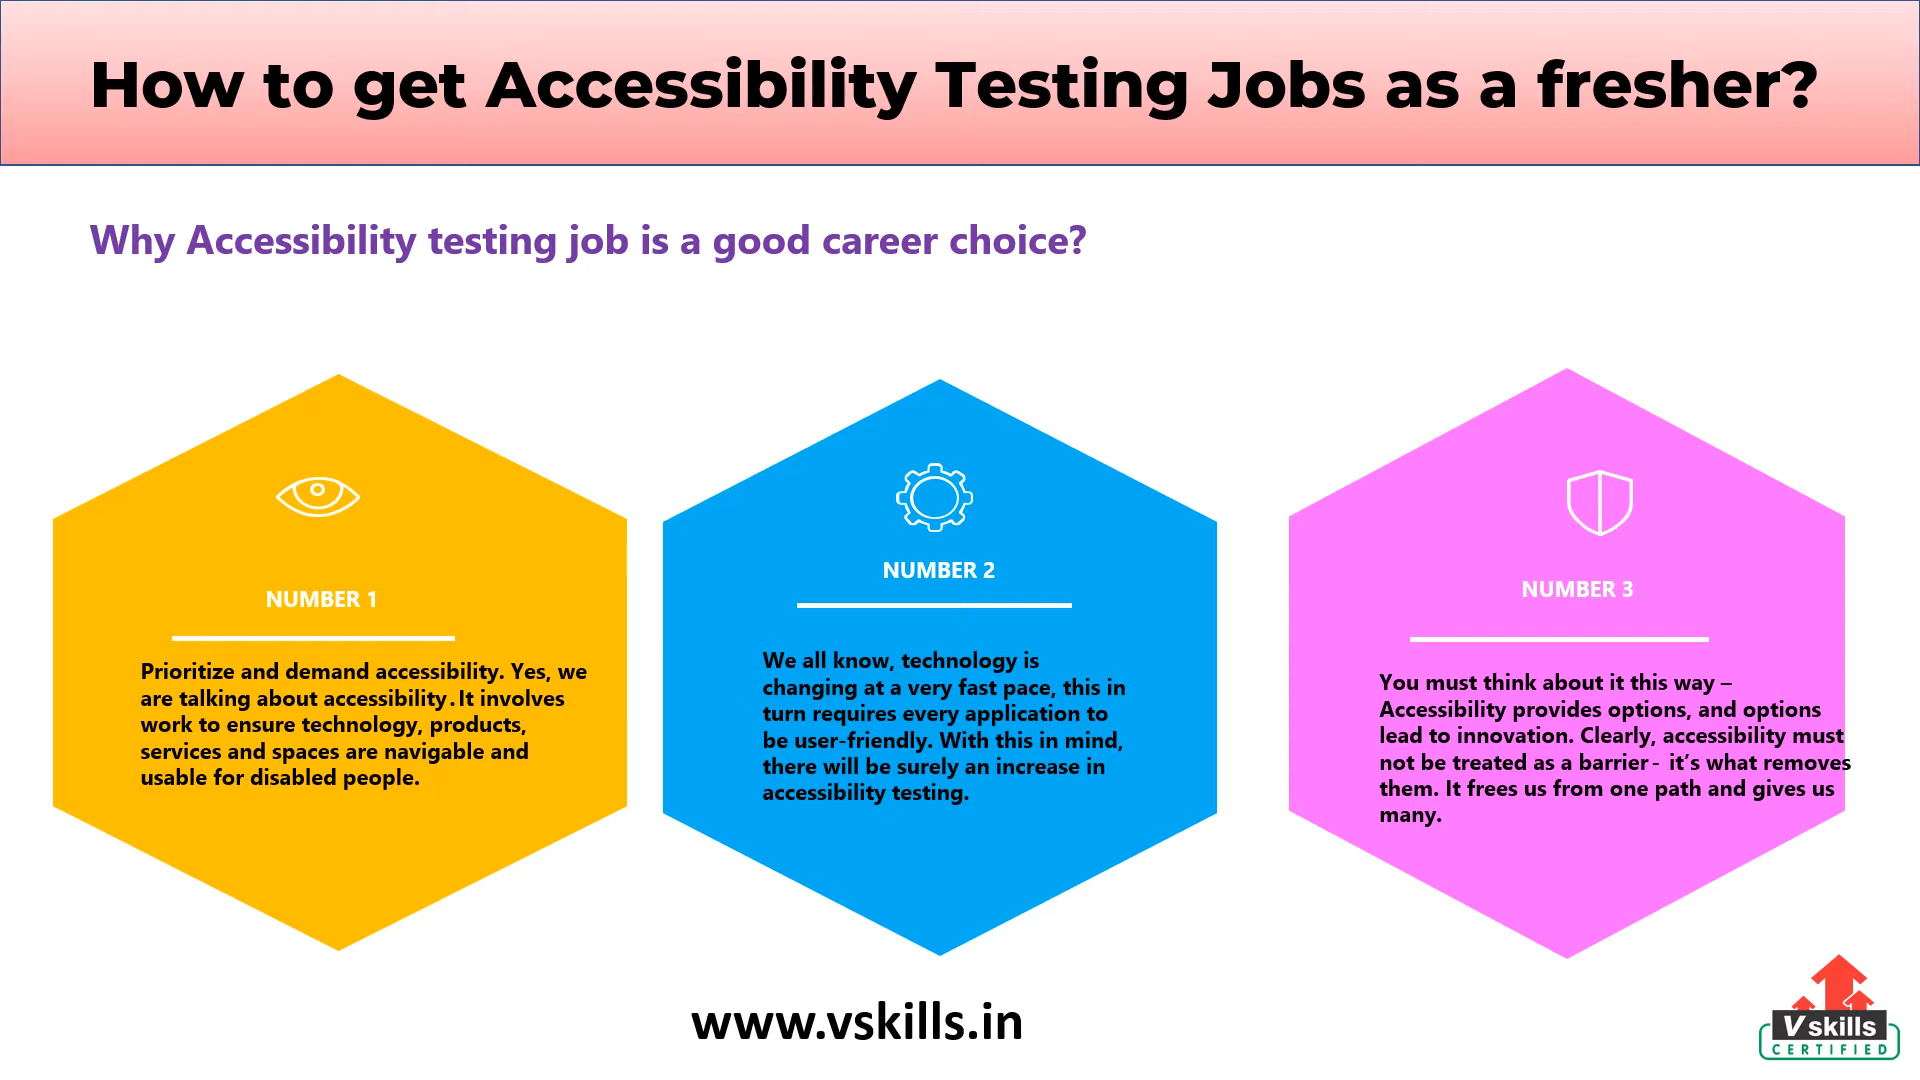 How to get Accessibility Testing Jobs as a fresher?
Why Accessibility testing job is a good career choice?
NUMBER 1
Prioritize and demand accessibility. Yes, we
are talking about accessibility. It involves
work to ensure technology, products,
services and spaces are navigable and
usable for disabled people.
NUMBER 2
We all know, technology is
changing at a very fast pace, this in
turn requires every application to
be user-friendly. With this in mind,
there will be surely an increase in
accessibility testing.
NUMBER 3
You must think about it this way –
Accessibility provides options, and options
lead to innovation. Clearly, accessibility must
not be treated as a barrier - it’s what removes
them. It frees us from one path and gives us
many.
www.vskills.in
Vskills
CERTIFIED